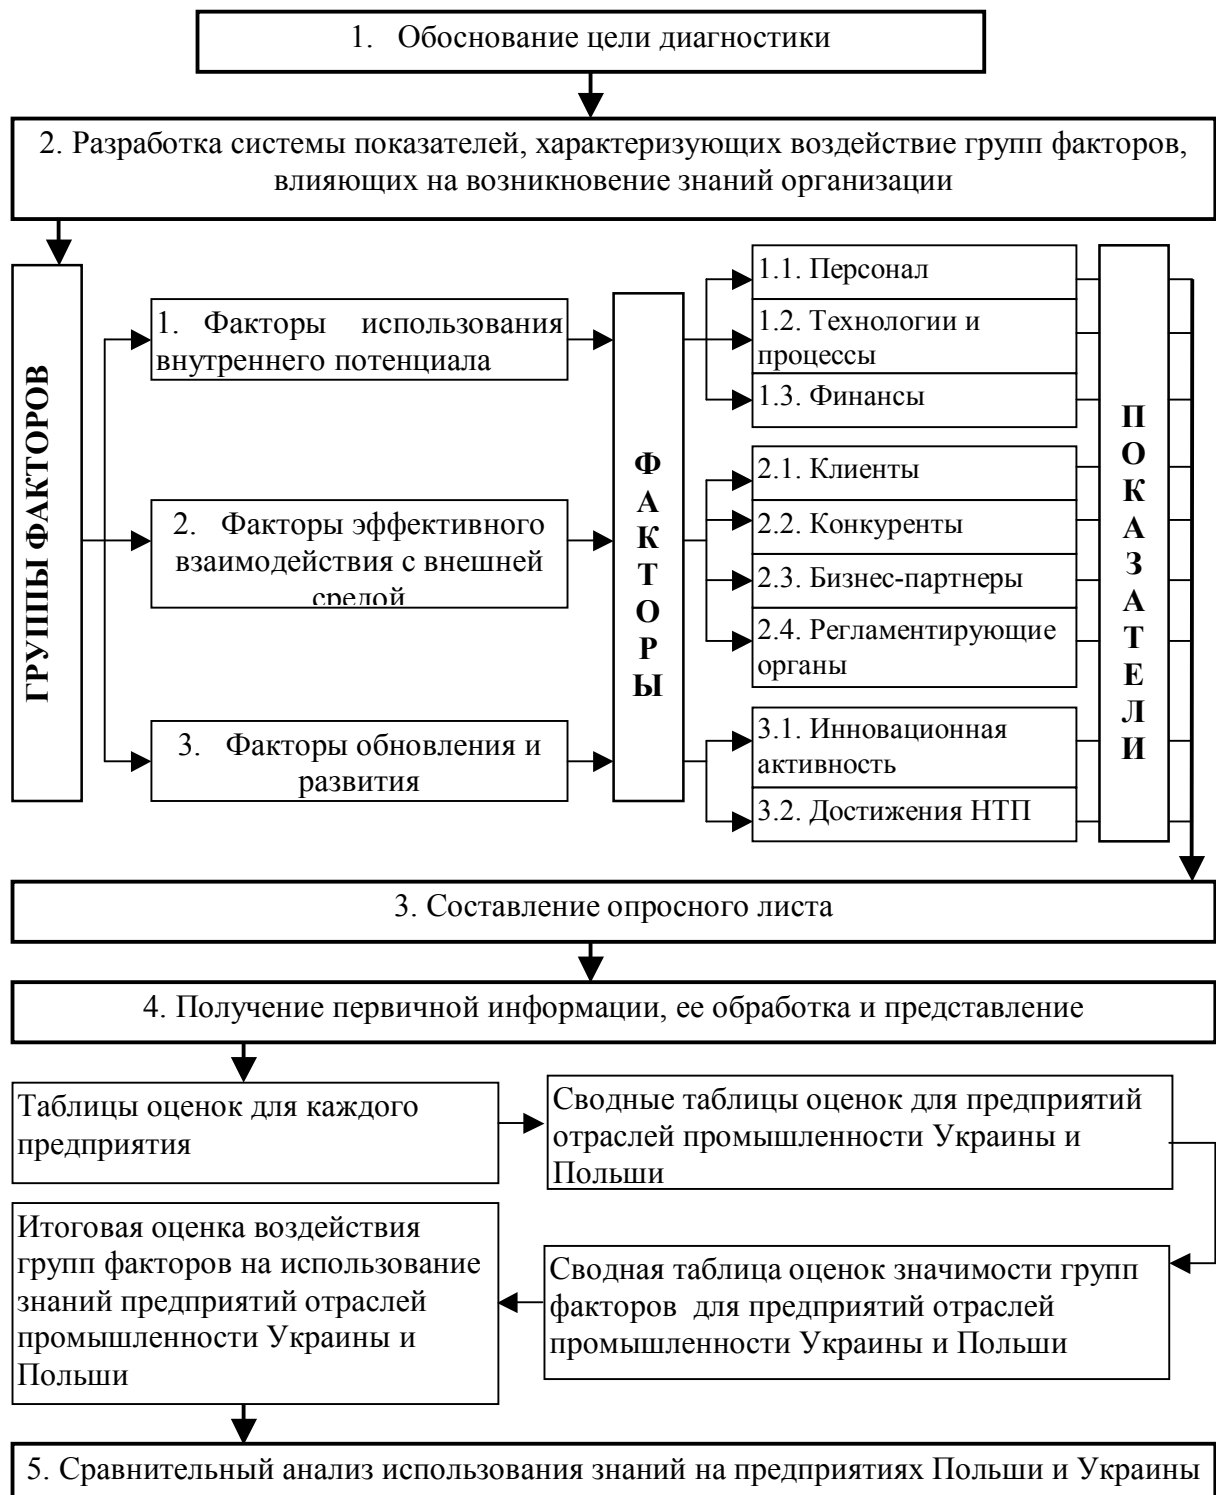 1. Обоснование цели диагностики
2. Разработка системы показателей, характеризующих воздействие групп факторов,
влияющих на возникновение знаний организации
ГРУППЫ ФАКТОРОВ
1. Факторы использования
внутреннего потенциала
2. Факторы эффективного
взаимодействия с внешней
средой
3. Факторы обновления и
развития
ФАКТОРЫ
1.1. Персонал
1.2. Технологии и
процессы
1.3. Финансы
2.1. Клиенты
2.2. Конкуренты
2.3. Бизнес-партнеры
2.4. Регламентирующие
органы
3.1. Инновационная
активность
3.2. Достижения НТП
ПОКАЗАТЕЛИ
3. Составление опросного листа
4. Получение первичной информации, ее обработка и представление
Таблицы оценок для каждого
предприятия
Сводные таблицы оценок для предприятий
отраслей промышленности Украины и
Польши
Сводная таблица оценок значимости групп
факторов для предприятий отраслей
промышленности Украины и Польши
Итоговая оценка воздействия
групп факторов на использование
знаний предприятий отраслей
промышленности Украины и
Польши
5. Сравнительный анализ использования знаний на предприятиях Польши и Украины